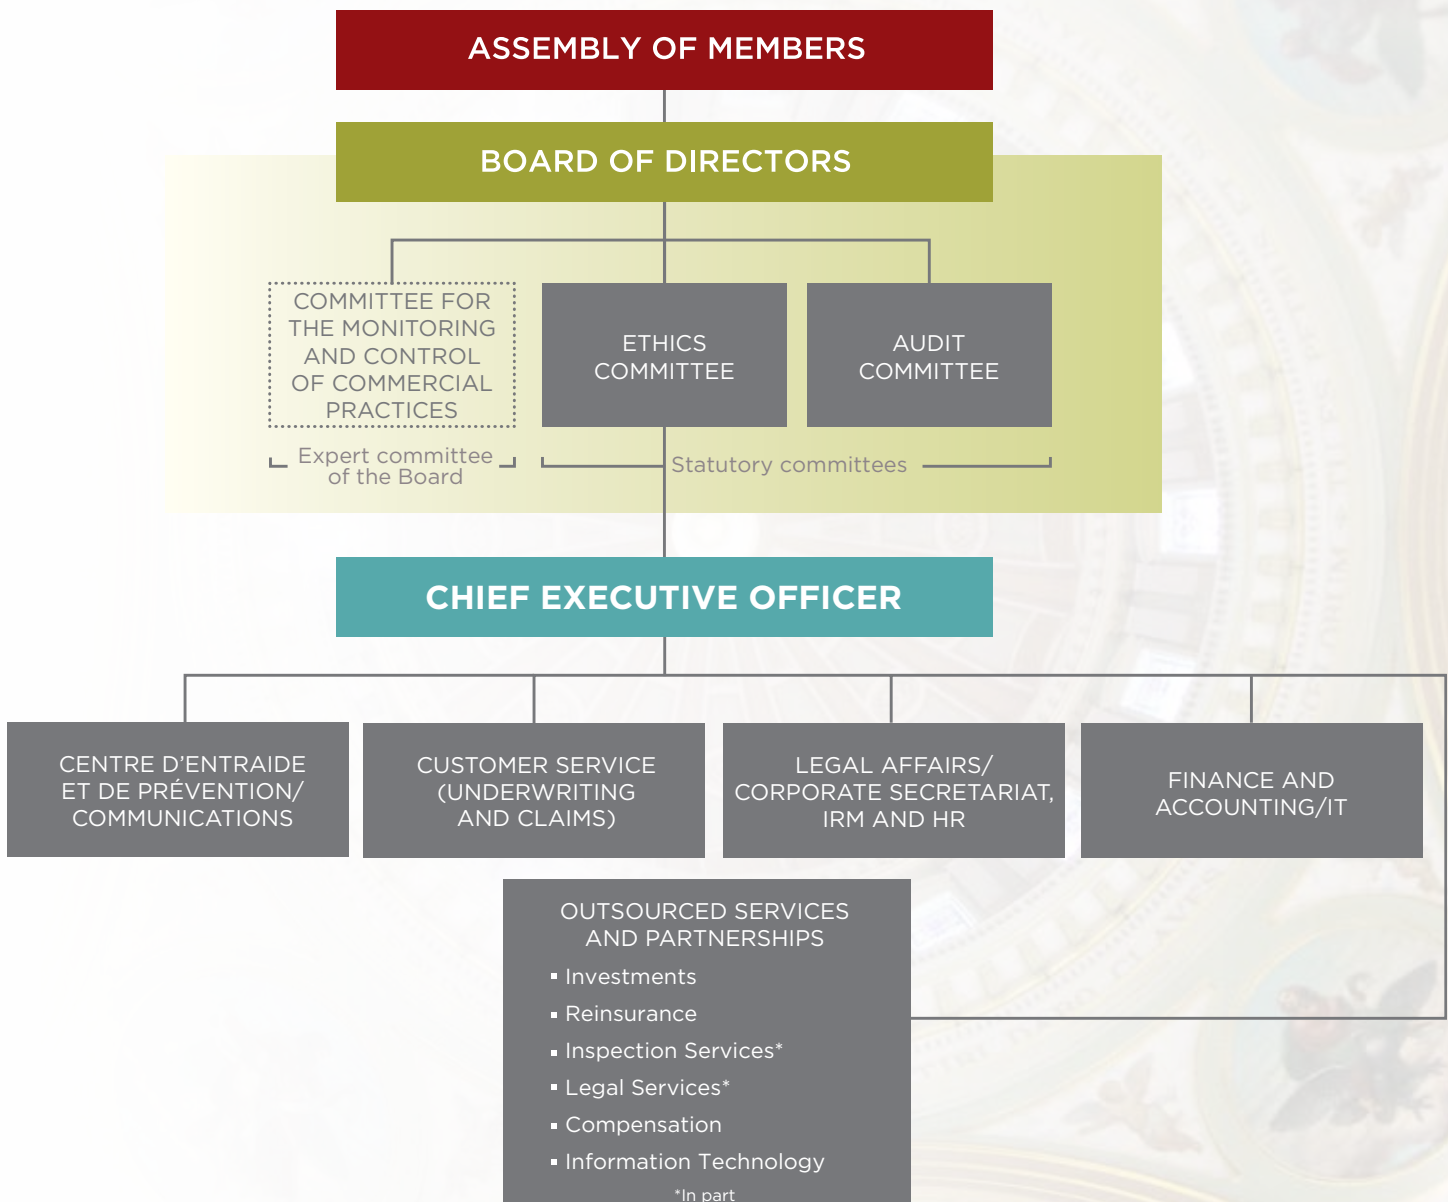 ASSEMBLY OF MEMBERS
BOARD OF DIRECTORS
COMMITTEE FOR
THE MONITORING
AND CONTROL
OF COMMERCIAL
PRACTICES
ETHICS
COMMITTEE
AUDIT
COMMITTEE
Expert committee
of the Board
Statutory committees
CHIEF EXECUTIVE OFFICER
CENTRE D’ENTRAIDE
ET DE PRÉVENTION/
COMMUNICATIONS
CUSTOMER SERVICE
(UNDERWRITING
AND CLAIMS)
LEGAL AFFAIRS/
CORPORATE SECRETARIAT,
IRM AND HR
FINANCE AND
ACCOUNTING/IT
OUTSOURCED SERVICES
AND PARTNERSHIPS
▪ Investments
▪ Reinsurance
▪ Inspection Services*
▪ Legal Services*
▪ Compensation
▪ Information Technology
*In part